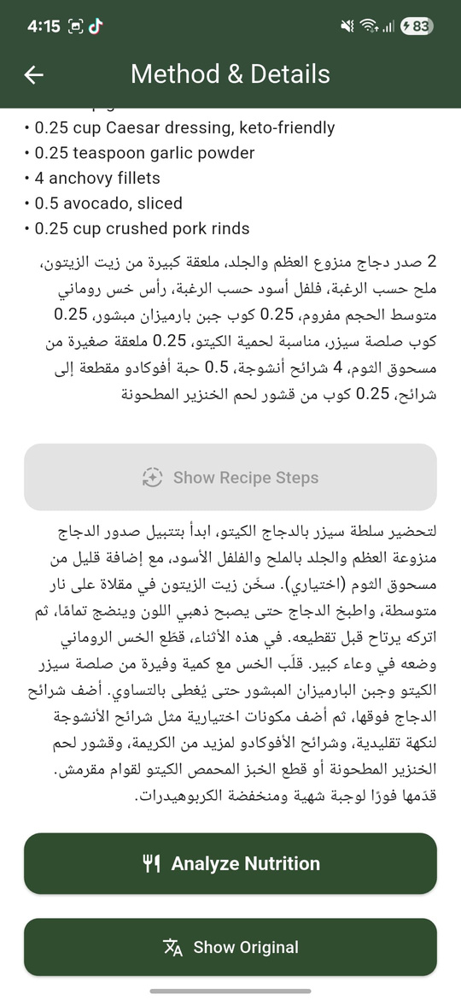 4:15
83
Method & Details
• 0.25 cup Caesar dressing, keto-friendly
• 0.25 teaspoon garlic powder
• 4 anchovy fillets
• 0.5 avocado, sliced
• 0.25 cup crushed pork rinds
2 صدر دجاج منزوع العظم والجلد، ملعقة كبيرة من زيت الزيتون،
ملح حسب الرغبة، فلفل أسود حسب الرغبة، رأس خس روماني
متوسط الحجم مفروم، 0.25 كوب جبن بارميزان مبشور، 0.25
كوب صلصة سيزر، مناسبة لحمية الكيتو، 0.25 ملعقة صغيرة من
مسحوق الثوم، 4 شرائح أنشوجة، 0.5 حبة أفوكادو مقطعة إلى
شرائح، 0.25 كوب من قشور لحم الخنزير المطحونة
Show Recipe Steps
لتحضير سلطة سيزر بالدجاج الكيتو، ابدأ بتتبيل صدور الدجاج
منزوعة العظم والجلد بالملح والفلفل الأسود، مع إضافة قليل من
مسحوق الثوم (اختياري). سخّن زيت الزيتون في مقلاة على نار
متوسطة، واطبخ الدجاج حتى يصبح ذهبي اللون وينضج تمامًا، ثم
اتركه يرتاح قبل تقطيعه. في هذه الأثناء، قطّع الخس الروماني
وضعه في وعاء كبير. قلّب الخس مع كمية وفيرة من صلصة سيزر
الكيتو وجبن البارميزان المبشور حتى يُغطى بالتساوي. أضف شرائح
الدجاج فوقها، ثم أضف مكونات اختيارية مثل شرائح الأنشوجة
لنكهة تقليدية، وشرائح الأفوكادو لمزيد من الكريمة، وقشور لحم
الخنزير المطحونة أو قطع الخبز المحمص الكيتو لقوام مقرمش.
قدّمها فورًا لوجبة شهية ومنخفضة الكربوهيدرات.
Analyze Nutrition
Show Original